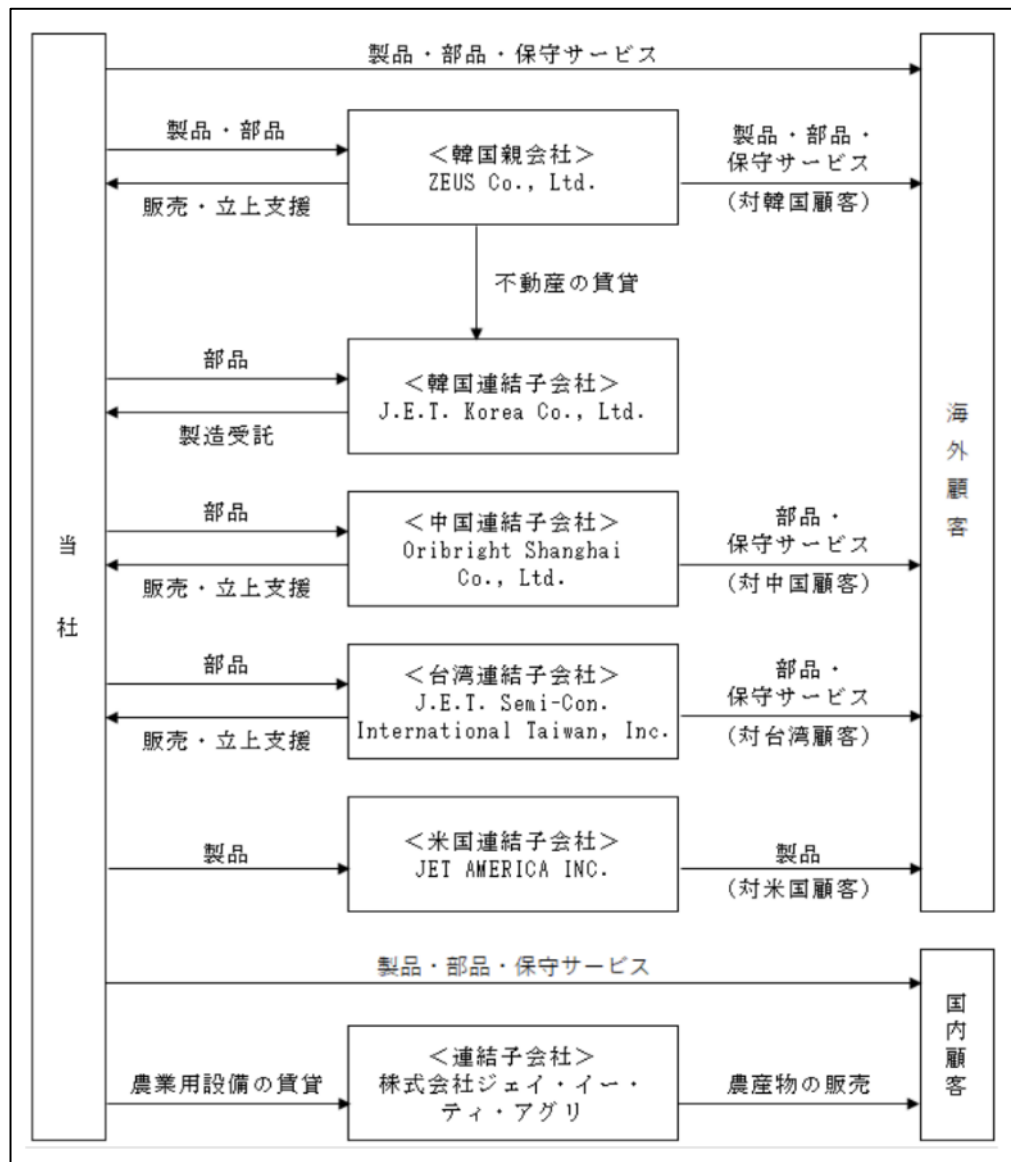 製品・部品・保守サービス
製品・部品
販売・立上支援
＜韓国親会社＞
ZEUS Co., Ltd.
製品・部品・
保守サービス
(対韓国顧客)
不動産の賃貸
部品
製造受託
＜韓国連結子会社＞
J.E.T. Korea Co., Ltd.
部品
販売・立上支援
＜中国連結子会社＞
Oribright Shanghai
Co., Ltd.
部品・
保守サービス
(対中国顧客)
当社
海外顧客
部品
販売・立上支援
＜台湾連結子会社＞
J.E.T. Semi-Con.
International Taiwan, Inc.
部品・
保守サービス
(対台湾顧客)
製品
＜米国連結子会社＞
JET AMERICA INC.
製品
(対米国顧客)
製品・部品・保守サービス
国内顧客
農業用設備の賃貸
＜連結子会社＞
株式会社ジェイ・イー・
ティ・アグリ
農産物の販売